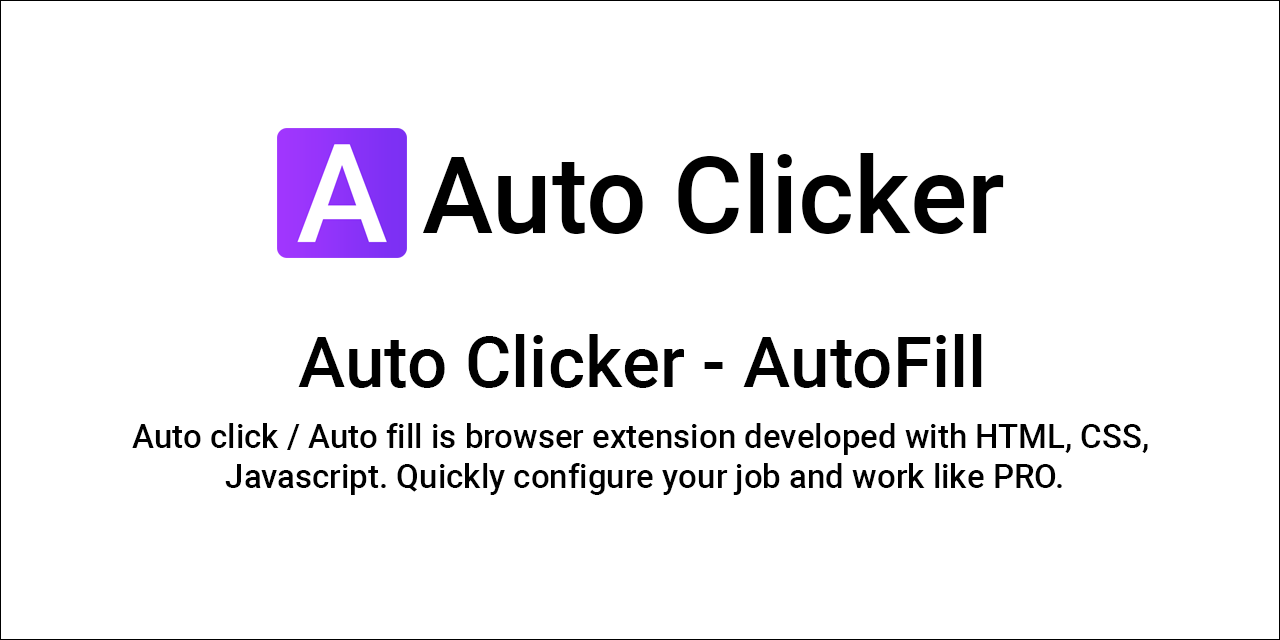 A Auto Clicker
Auto Clicker - AutoFill
Auto click / Auto fill is browser extension developed with HTML, CSS,
Javascript. Quickly configure your job and work like PRO.